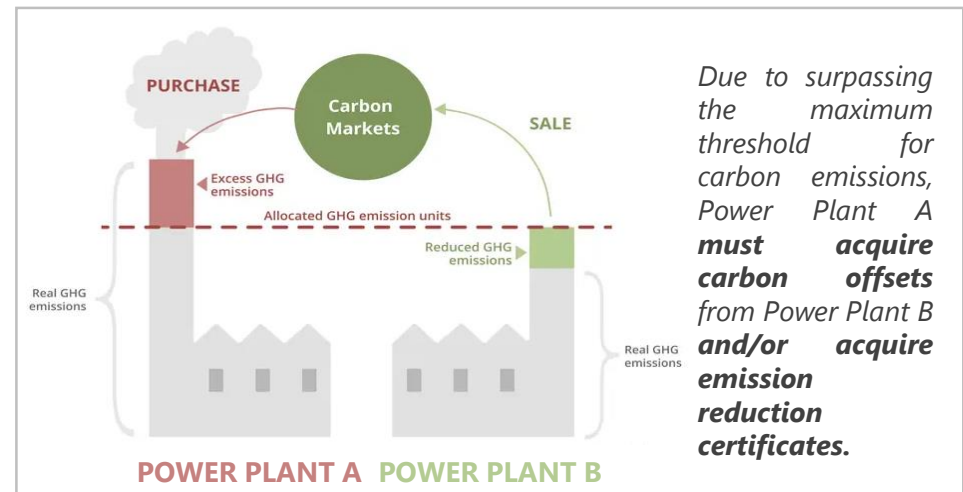 PURCHASE
Carbon
Markets
SALE
Excess GHG
emissions
Allocated GHG emission units
Reduced GHG
emissions
Real GHG
emissions
Real GHG
emissions
POWER PLANT A
POWER PLANT B
Due to surpassing
the maximum
threshold for
carbon emissions,
Power Plant A
must acquire
carbon offsets
from Power Plant B
and/or acquire
emission
reduction
certificates.